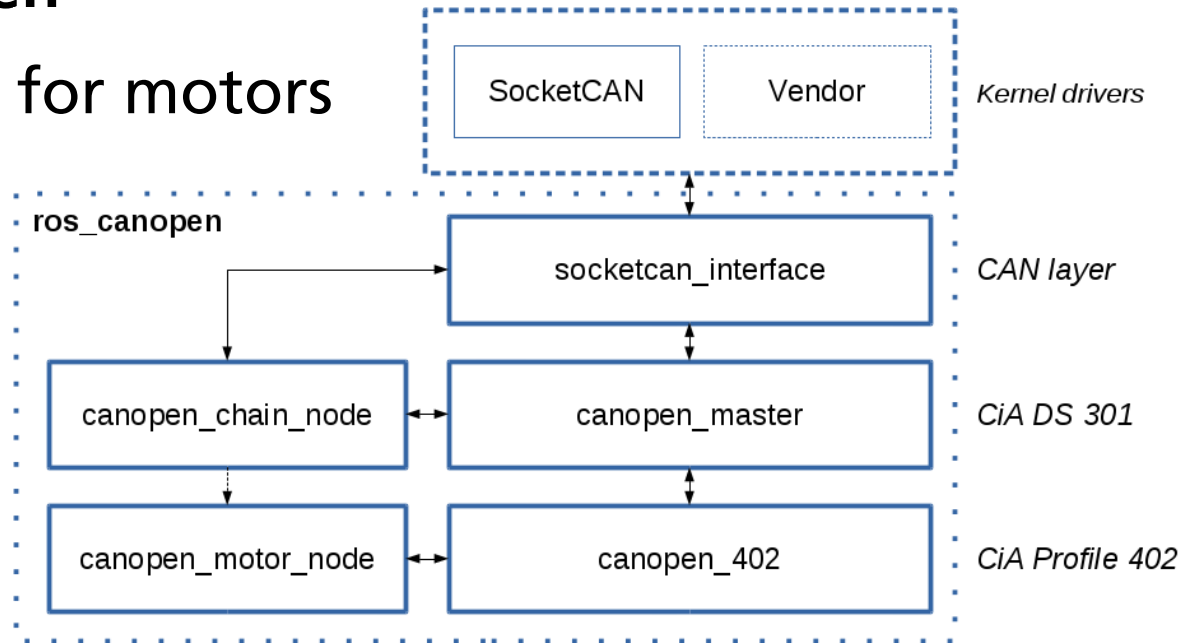 for motors
SocketCAN
Vendor
Kernel drivers
ros_canopen
socketcan_interface
CAN layer
canopen_chain_node
canopen_master
CiA DS 301
canopen_motor_node
canopen_402
CiA Profile 402